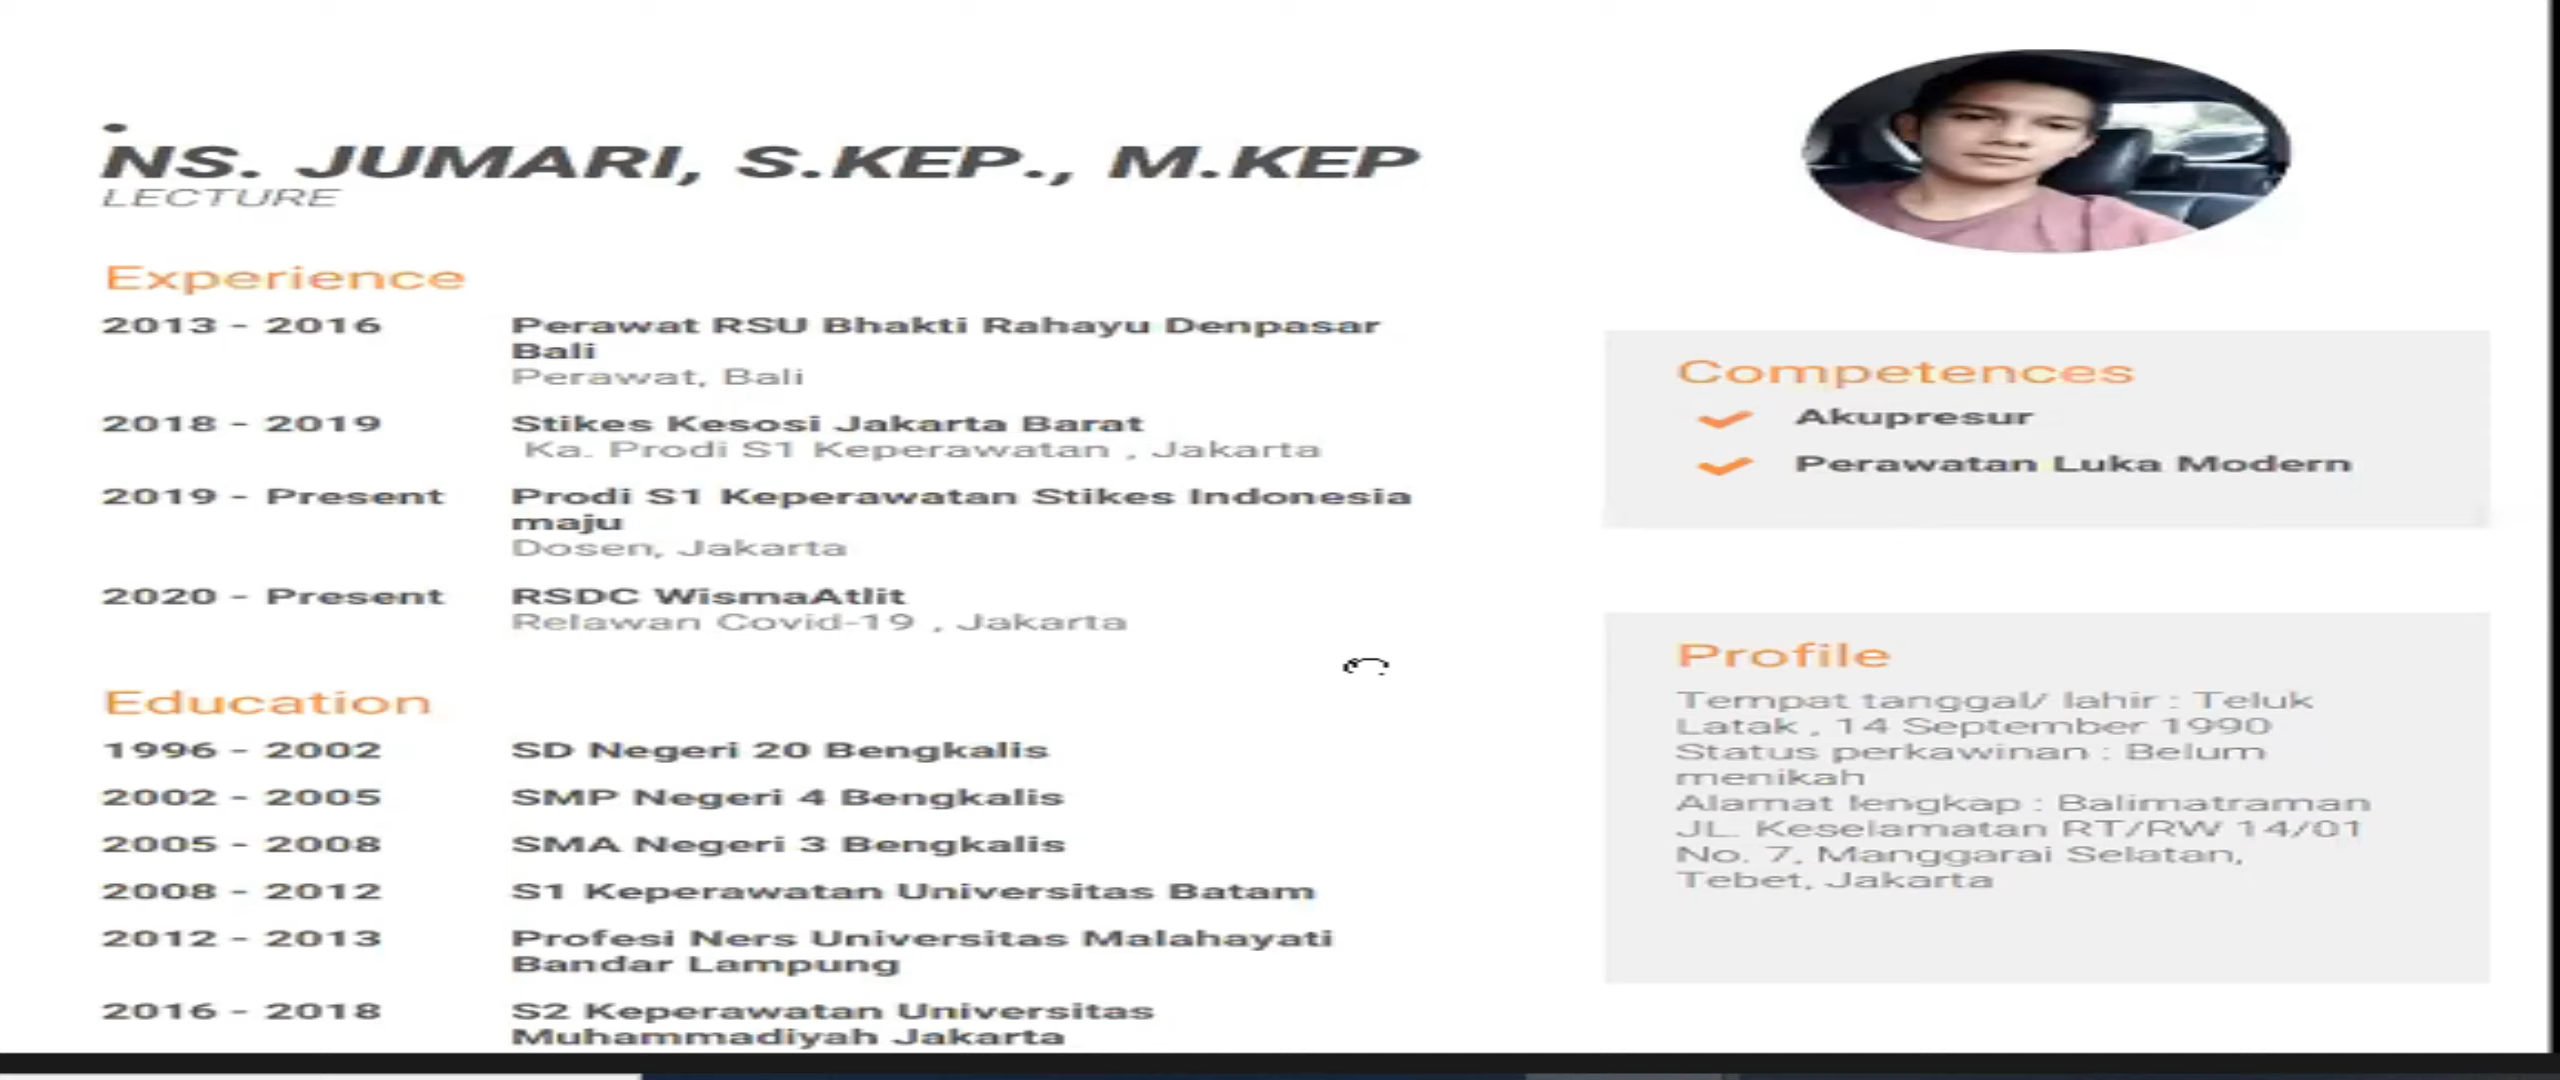 NS. JUMARI, S.KEP., M.KEP
LECTURE
Experience
2013 - 2016 Perawat RSU Bhakti Rahayu Denpasar
Bali
Perawat, Bali
2018 - 2019 Stikes Kesosi Jakarta Barat
Ka. Prodi S1 Keperawatan , Jakarta
2019 - Present Prodi S1 Keperawatan Stikes Indonesia
maju
Dosen, Jakarta
2020 - Present RSDC WismaAtlit
Relawan Covid-19 , Jakarta
Education
1996 - 2002 SD Negeri 20 Bengkalis
2002 - 2005 SMP Negeri 4 Bengkalis
2005 - 2008 SMA Negeri 3 Bengkalis
2008 - 2012 S1 Keperawatan Universitas Batam
2012 - 2013 Profesi Ners Universitas Malahayati
Bandar Lampung
2016 - 2018 S2 Keperawatan Universitas
Muhammadiyah Jakarta
Competences
Akupresur
Perawatan Luka Modern
Profile
Tempat tanggal/ lahir : Teluk
Latak , 14 September 1990
Status perkawinan : Belum
menikah
Alamat lengkap : Balimatraman
JL. Keselamatan RT/RW 14/01
No. 7, Manggarai Selatan,
Tebet, Jakarta